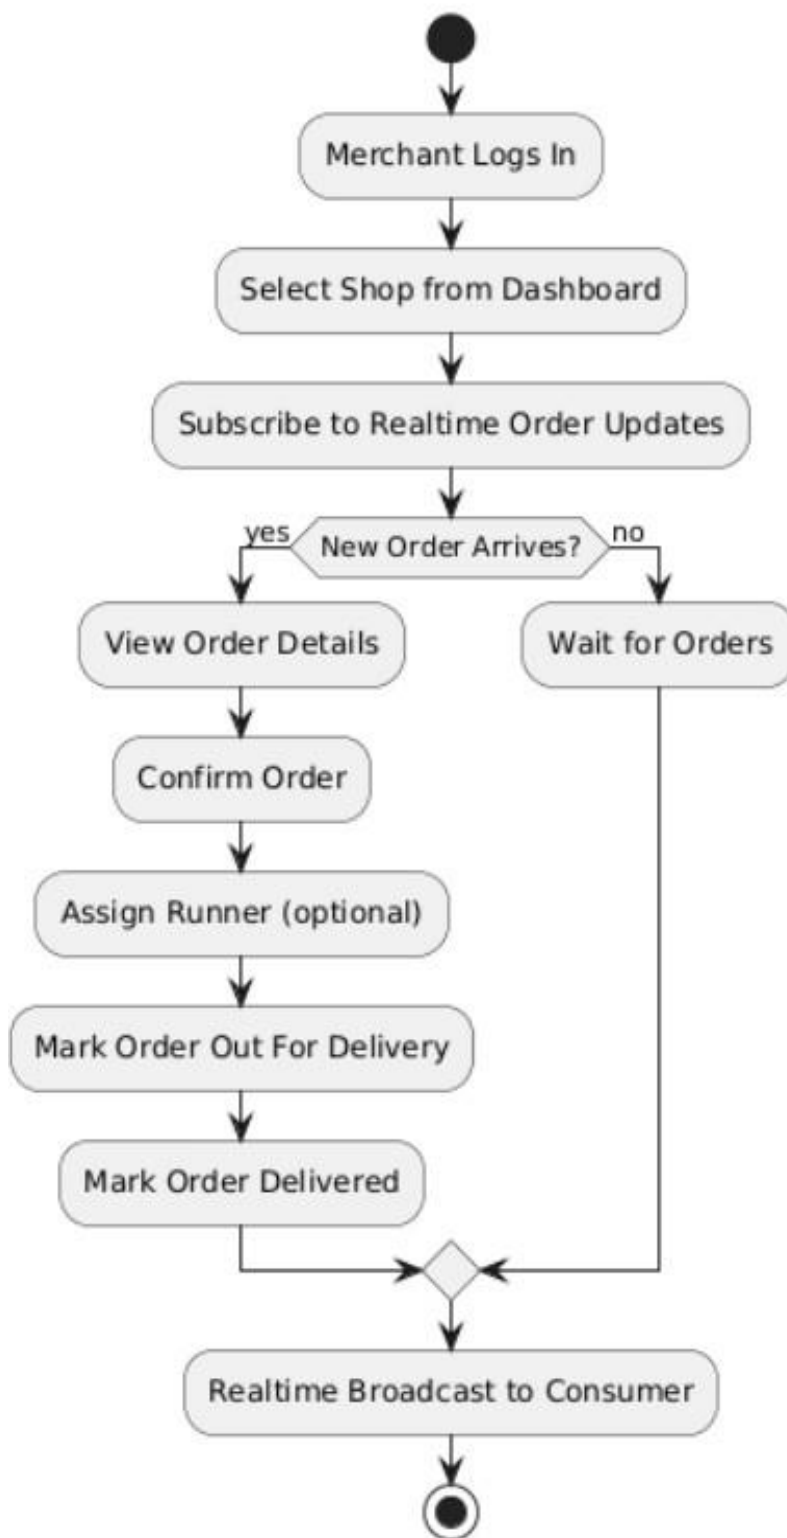 Merchant Logs In
Select Shop from Dashboard
Subscribe to Realtime Order Updates
yes
New Order Arrives?
no
View Order Details
Wait for Orders
Confirm Order
Assign Runner (optional)
Mark Order Out For Delivery
Mark Order Delivered
Realtime Broadcast to Consumer